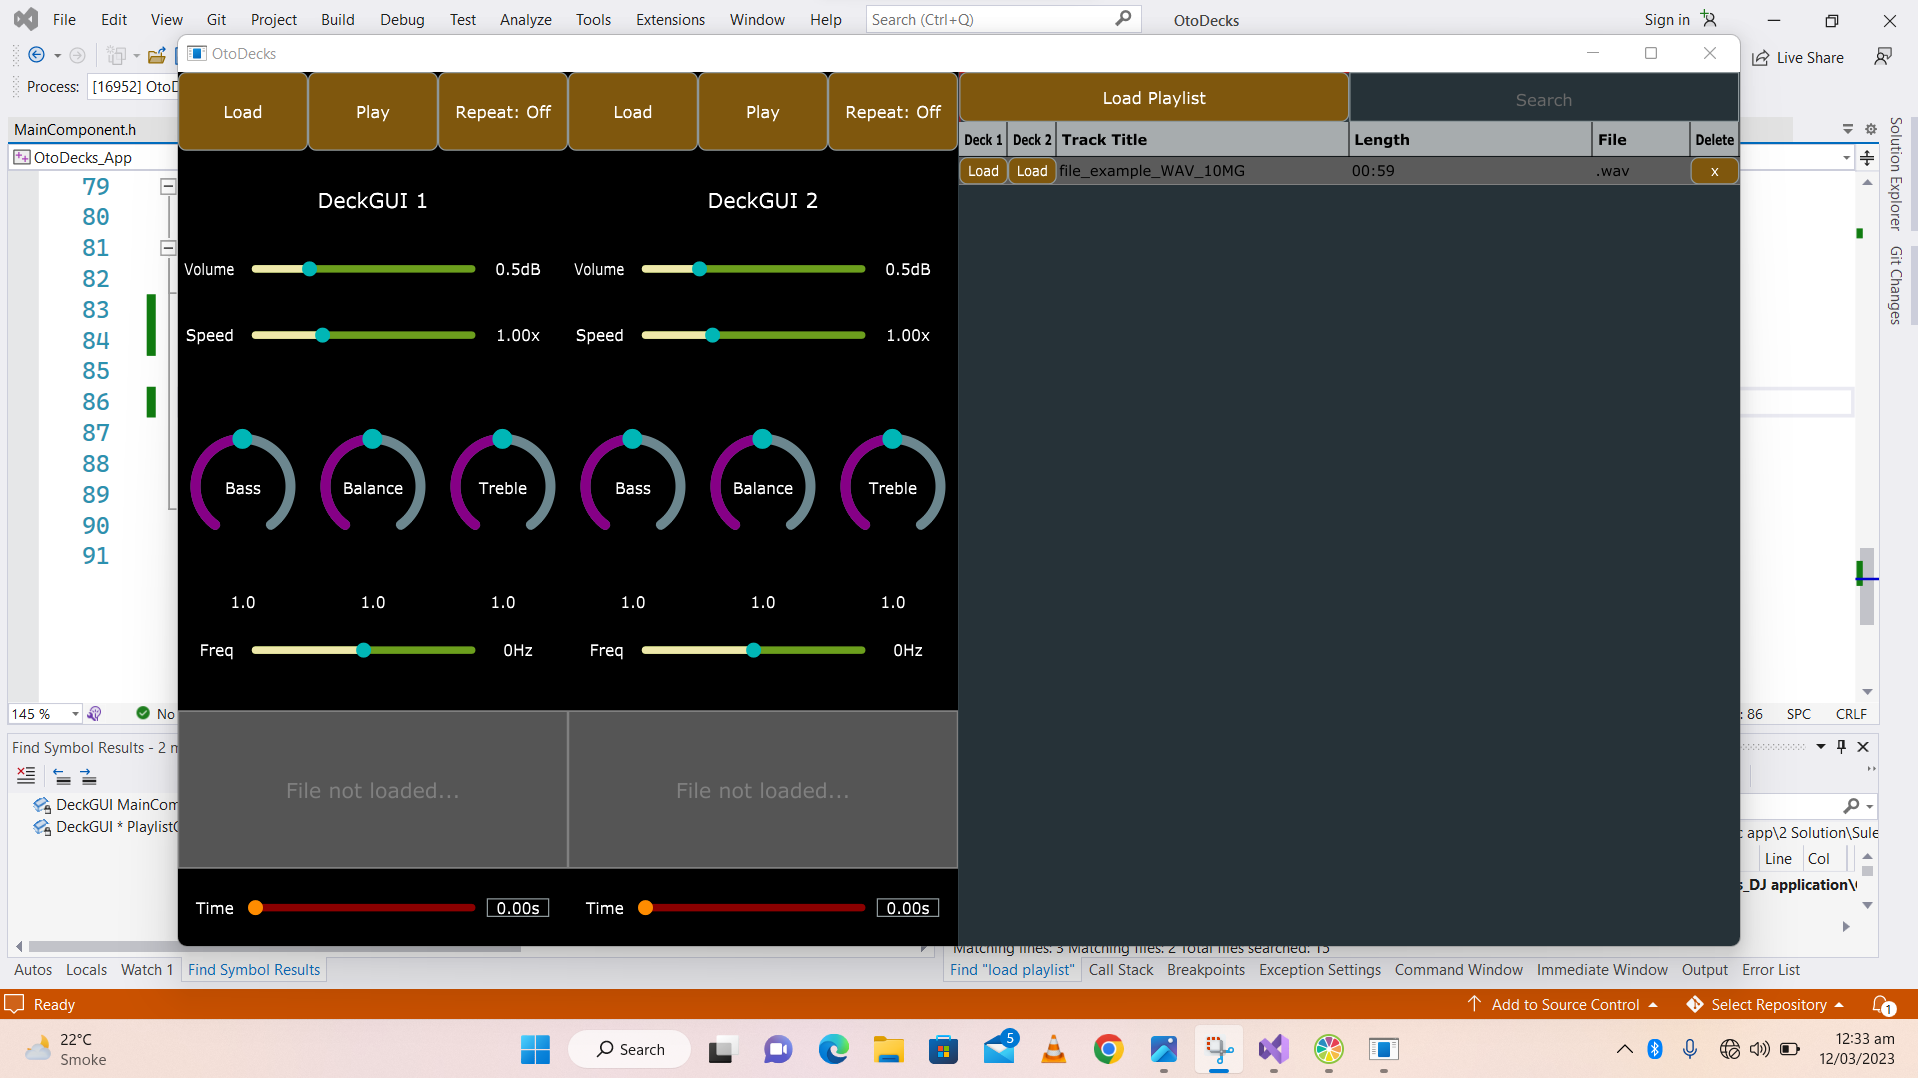 File Edit View Git Project Build Debug Test Analyze Tools Extensions Window Help Search (Ctrl+Q) OtoDecks Sign in
OtoDecks
Live Share
Process: [16952] OtoD
Load Play Repeat: Off Load Play Repeat: Off Load Playlist Search
MainComponent.h
Deck 1 Deck 2 Track Title Length File Delete
OtoDecks_App
Load Load file_example_WAV_10MG 00:59 .wav x
Solution Explorer
Git Changes
79
80
81
82
83
84
85
86
87
88
89
90
91
DeckGUI 1 DeckGUI 2
Volume 0.5dB Volume 0.5dB
Speed 1.00x Speed 1.00x
Bass Balance Treble Bass Balance Treble
1.0 1.0 1.0 1.0 1.0 1.0
Freq 0Hz Freq 0Hz
145 % No : 86 SPC CRLF
Find Symbol Results - 2 m
File not loaded... File not loaded...
DeckGUI MainCom
DeckGUI * Playlist
c app\2 Solution\Sule
Line Col
s_DJ application\
Time 0.00s Time 0.00s
Matching lines: 3 Matching files: 2 Total files searched: 15
Autos Locals Watch 1 Find Symbol Results Find "load playlist" Call Stack Breakpoints Exception Settings Command Window Immediate Window Output Error List
Ready Add to Source Control Select Repository 1
22°C
Smoke
Search
5
12:33 am
12/03/2023